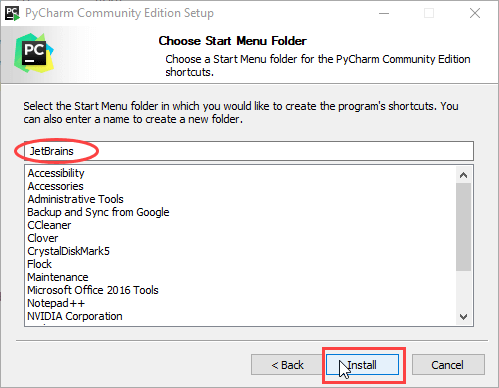 PyCharm Community Edition Setup
PC
Choose Start Menu Folder
Choose a Start Menu folder for the PyCharm Community Edition
shortcuts.
Select the Start Menu folder in which you would like to create the program's shortcuts. You
can also enter a name to create a new folder.
JetBrains
Accessibility
Accessories
Administrative Tools
Backup and Sync from Google
CCleaner
Clover
CrystalDiskMark5
Flock
Maintenance
Microsoft Office 2016 Tools
Notepad++
NVIDIA Corporation
< Back
Install
Cancel